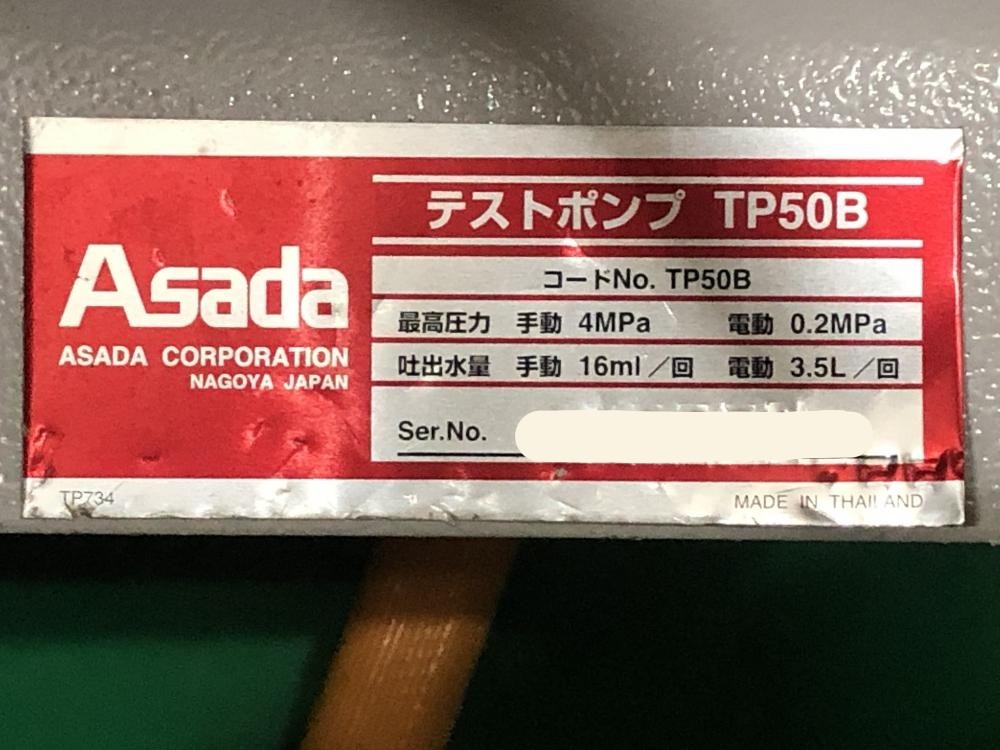 Asada
ASADA CORPORATION
NAGOYA JAPAN
テストポンプ TP50B
コードNo. TP50B
最高圧力 手動 4MPa 電動 0.2MPa
吐出水量 手動 16ml／回 電動 3.5L／回
Ser.No.
TP734
MADE IN THAILAND